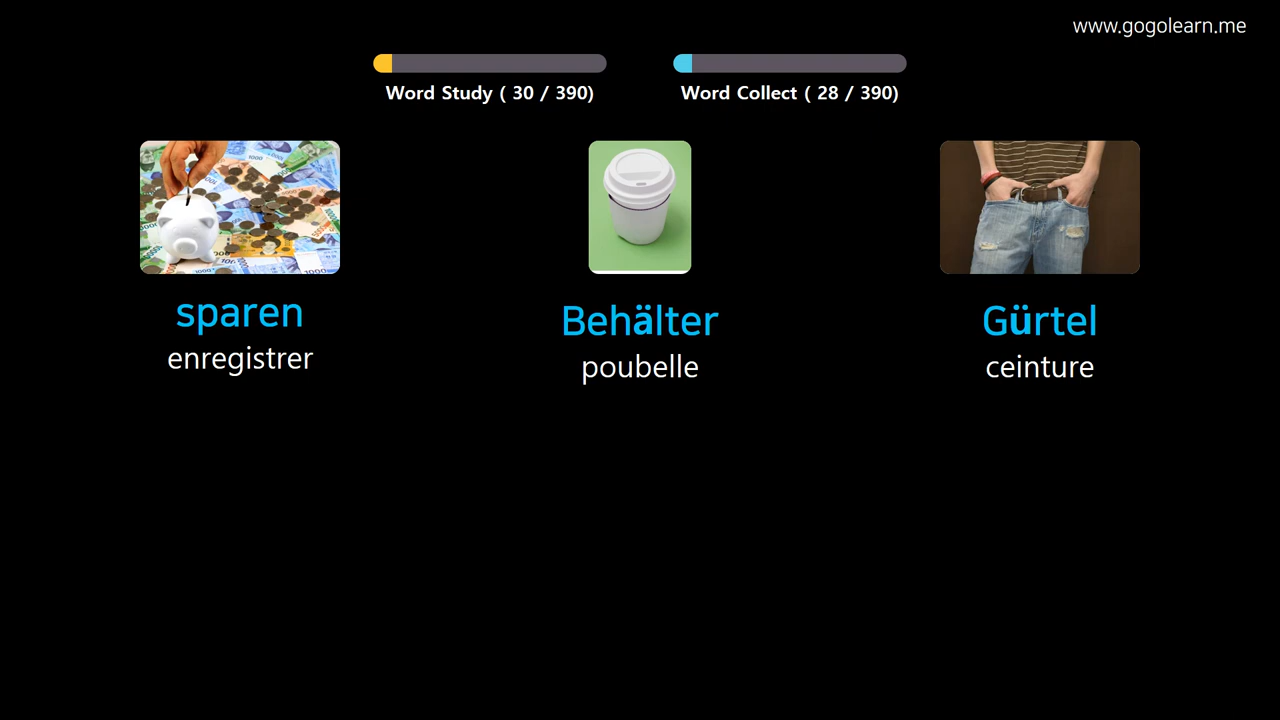 www.gogolearn.me
Word Study ( 30 / 390)
Word Collect ( 28 / 390)
sparen
enregistrer
Behälter
poubelle
Gürtel
ceinture